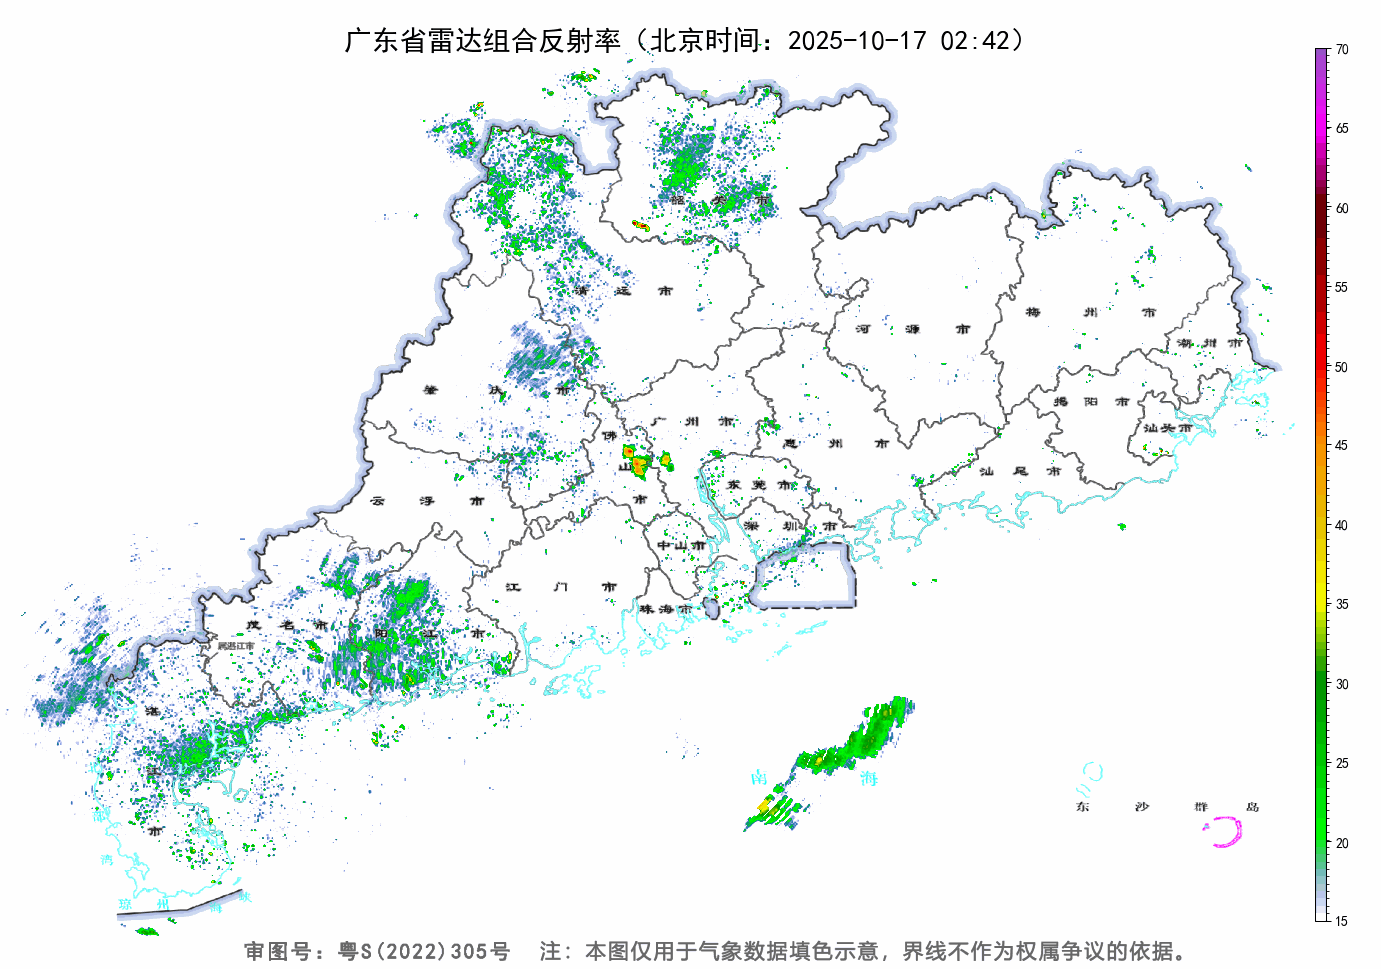 广东省雷达组合反射率（北京时间：2025-10-17 02:42）
70
65
60
55
50
45
40
35
30
25
20
15
韶关市
清远市
河源市
梅州市
潮州市
肇庆市
揭阳市
汕头市
广州市
佛山市
惠州市
汕尾市
云浮市
东莞市
深圳市
中山市
江门市
珠海市
茂名市
阳江市
属湛江市
湛江市
南海
东沙群岛
湾
琼州海峡
审图号：粤S(2022)305号 注：本图仅用于气象数据填色示意，界线不作为权属争议的依据。